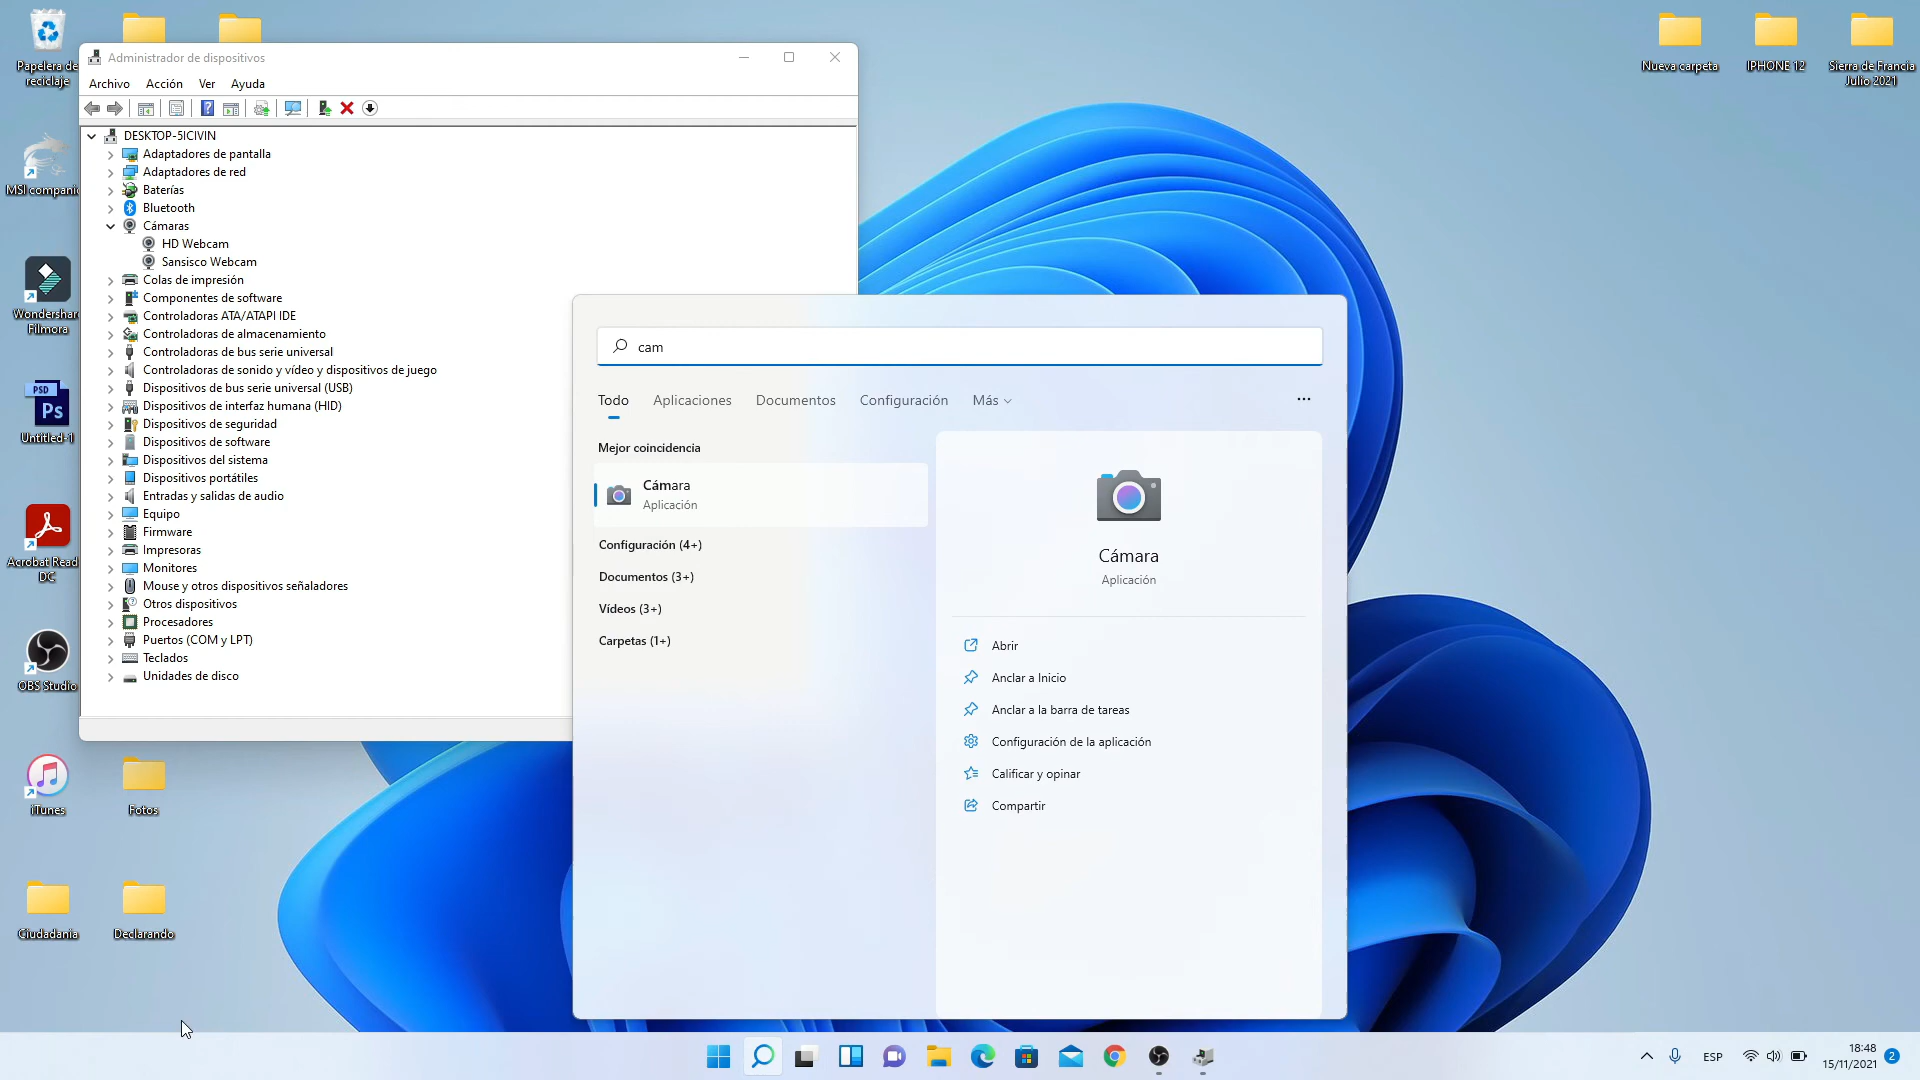 Papelera de
reciclaje
Nueva carpeta
IPHONE 12
Sierra de Francia
Julio 2021
MSI companio
Wondershar
Filmora
PSD
Ps
Untitled-1
Acrobat Read
DC
OBS Studio
iTunes
Fotos
Ciudadanía
Declarando
Administrador de dispositivos
Archivo
Acción
Ver
Ayuda
DESKTOP-5ICIVIN
Adaptadores de pantalla
Adaptadores de red
Baterías
Bluetooth
Cámaras
HD Webcam
Sansisco Webcam
Colas de impresión
Componentes de software
Controladoras ATA/ATAPI IDE
Controladoras de almacenamiento
Controladoras de bus serie universal
Controladoras de sonido y vídeo y dispositivos de juego
Dispositivos de bus serie universal (USB)
Dispositivos de interfaz humana (HID)
Dispositivos de seguridad
Dispositivos de software
Dispositivos del sistema
Dispositivos portátiles
Entradas y salidas de audio
Equipo
Firmware
Impresoras
Monitores
Mouse y otros dispositivos señaladores
Otros dispositivos
Procesadores
Puertos (COM y LPT)
Teclados
Unidades de disco
cam
Todo
Aplicaciones
Documentos
Configuración
Más
Mejor coincidencia
Cámara
Aplicación
Configuración (4+)
Documentos (3+)
Vídeos (3+)
Carpetas (1+)
Cámara
Aplicación
Abrir
Anclar a Inicio
Anclar a la barra de tareas
Configuración de la aplicación
Calificar y opinar
Compartir
ESP
18:48
15/11/2021
2